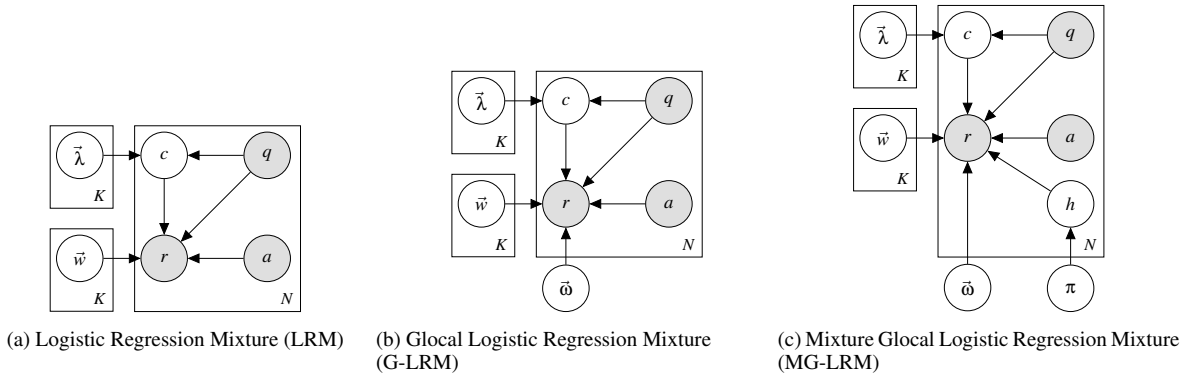 λ⃗
c
q
K
w⃗
r
a
K
N
(a) Logistic Regression Mixture (LRM)
λ⃗
c
q
K
w⃗
r
a
K
N
ω⃗
(b) Glocal Logistic Regression Mixture
(G-LRM)
λ⃗
c
q
K
w⃗
r
a
K
h
N
ω⃗
π
(c) Mixture Glocal Logistic Regression Mixture
(MG-LRM)